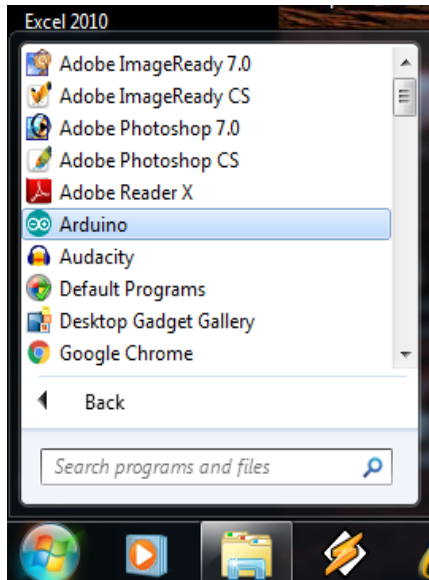 Excel 2010
Adobe ImageReady 7.0
Adobe ImageReady CS
Adobe Photoshop 7.0
Adobe Photoshop CS
Adobe Reader X
Arduino
Audacity
Default Programs
Desktop Gadget Gallery
Google Chrome
Back
Search programs and files